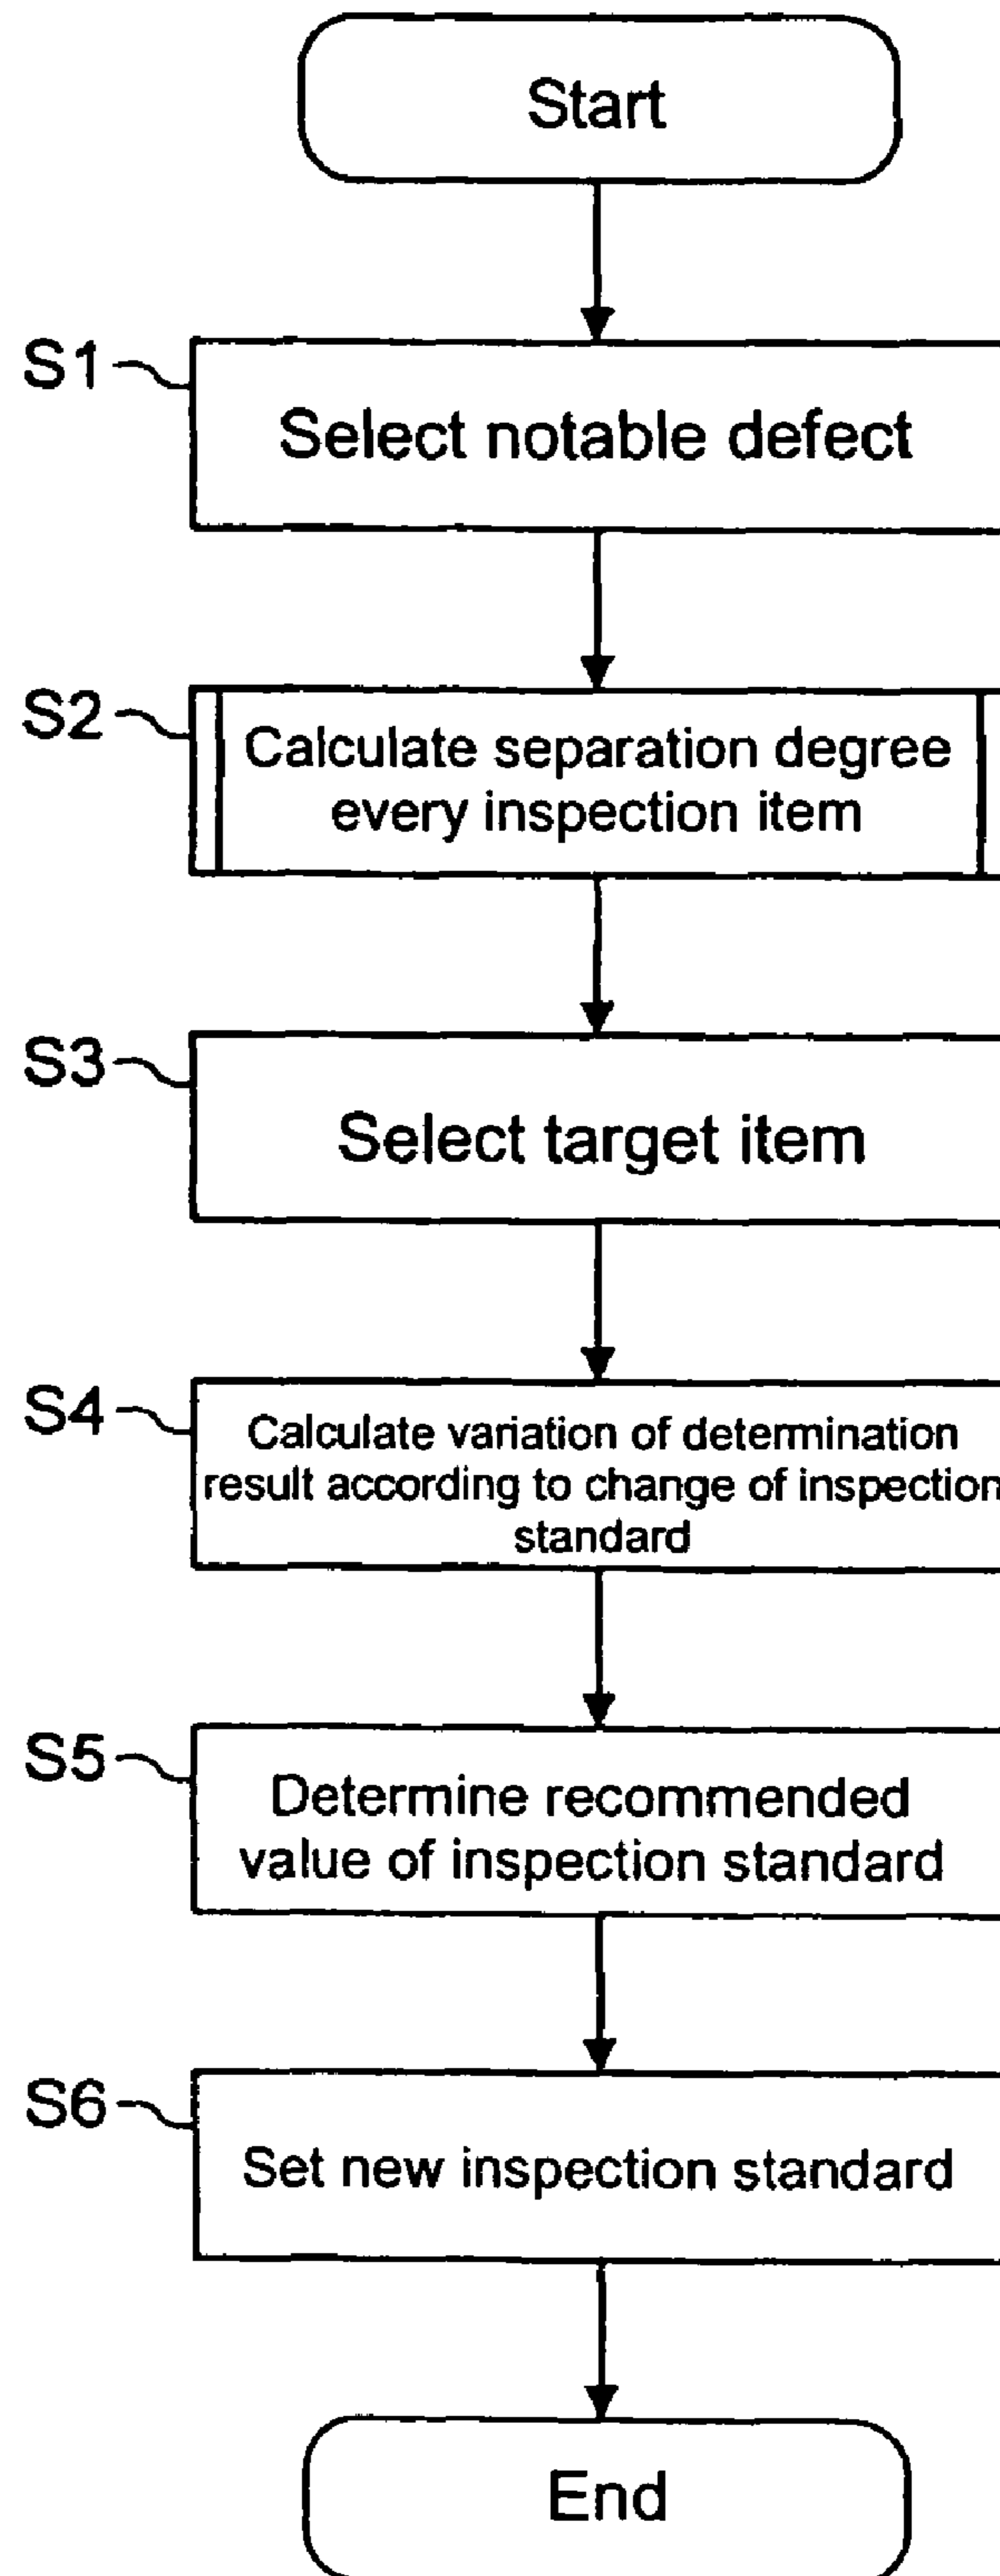 Start
S1
Select notable defect
S2
Calculate separation degree
every inspection item
S3
Select target item
S4
Calculate variation of determination
result according to change of inspection
standard
S5
Determine recommended
value of inspection standard
S6
Set new inspection standard
End